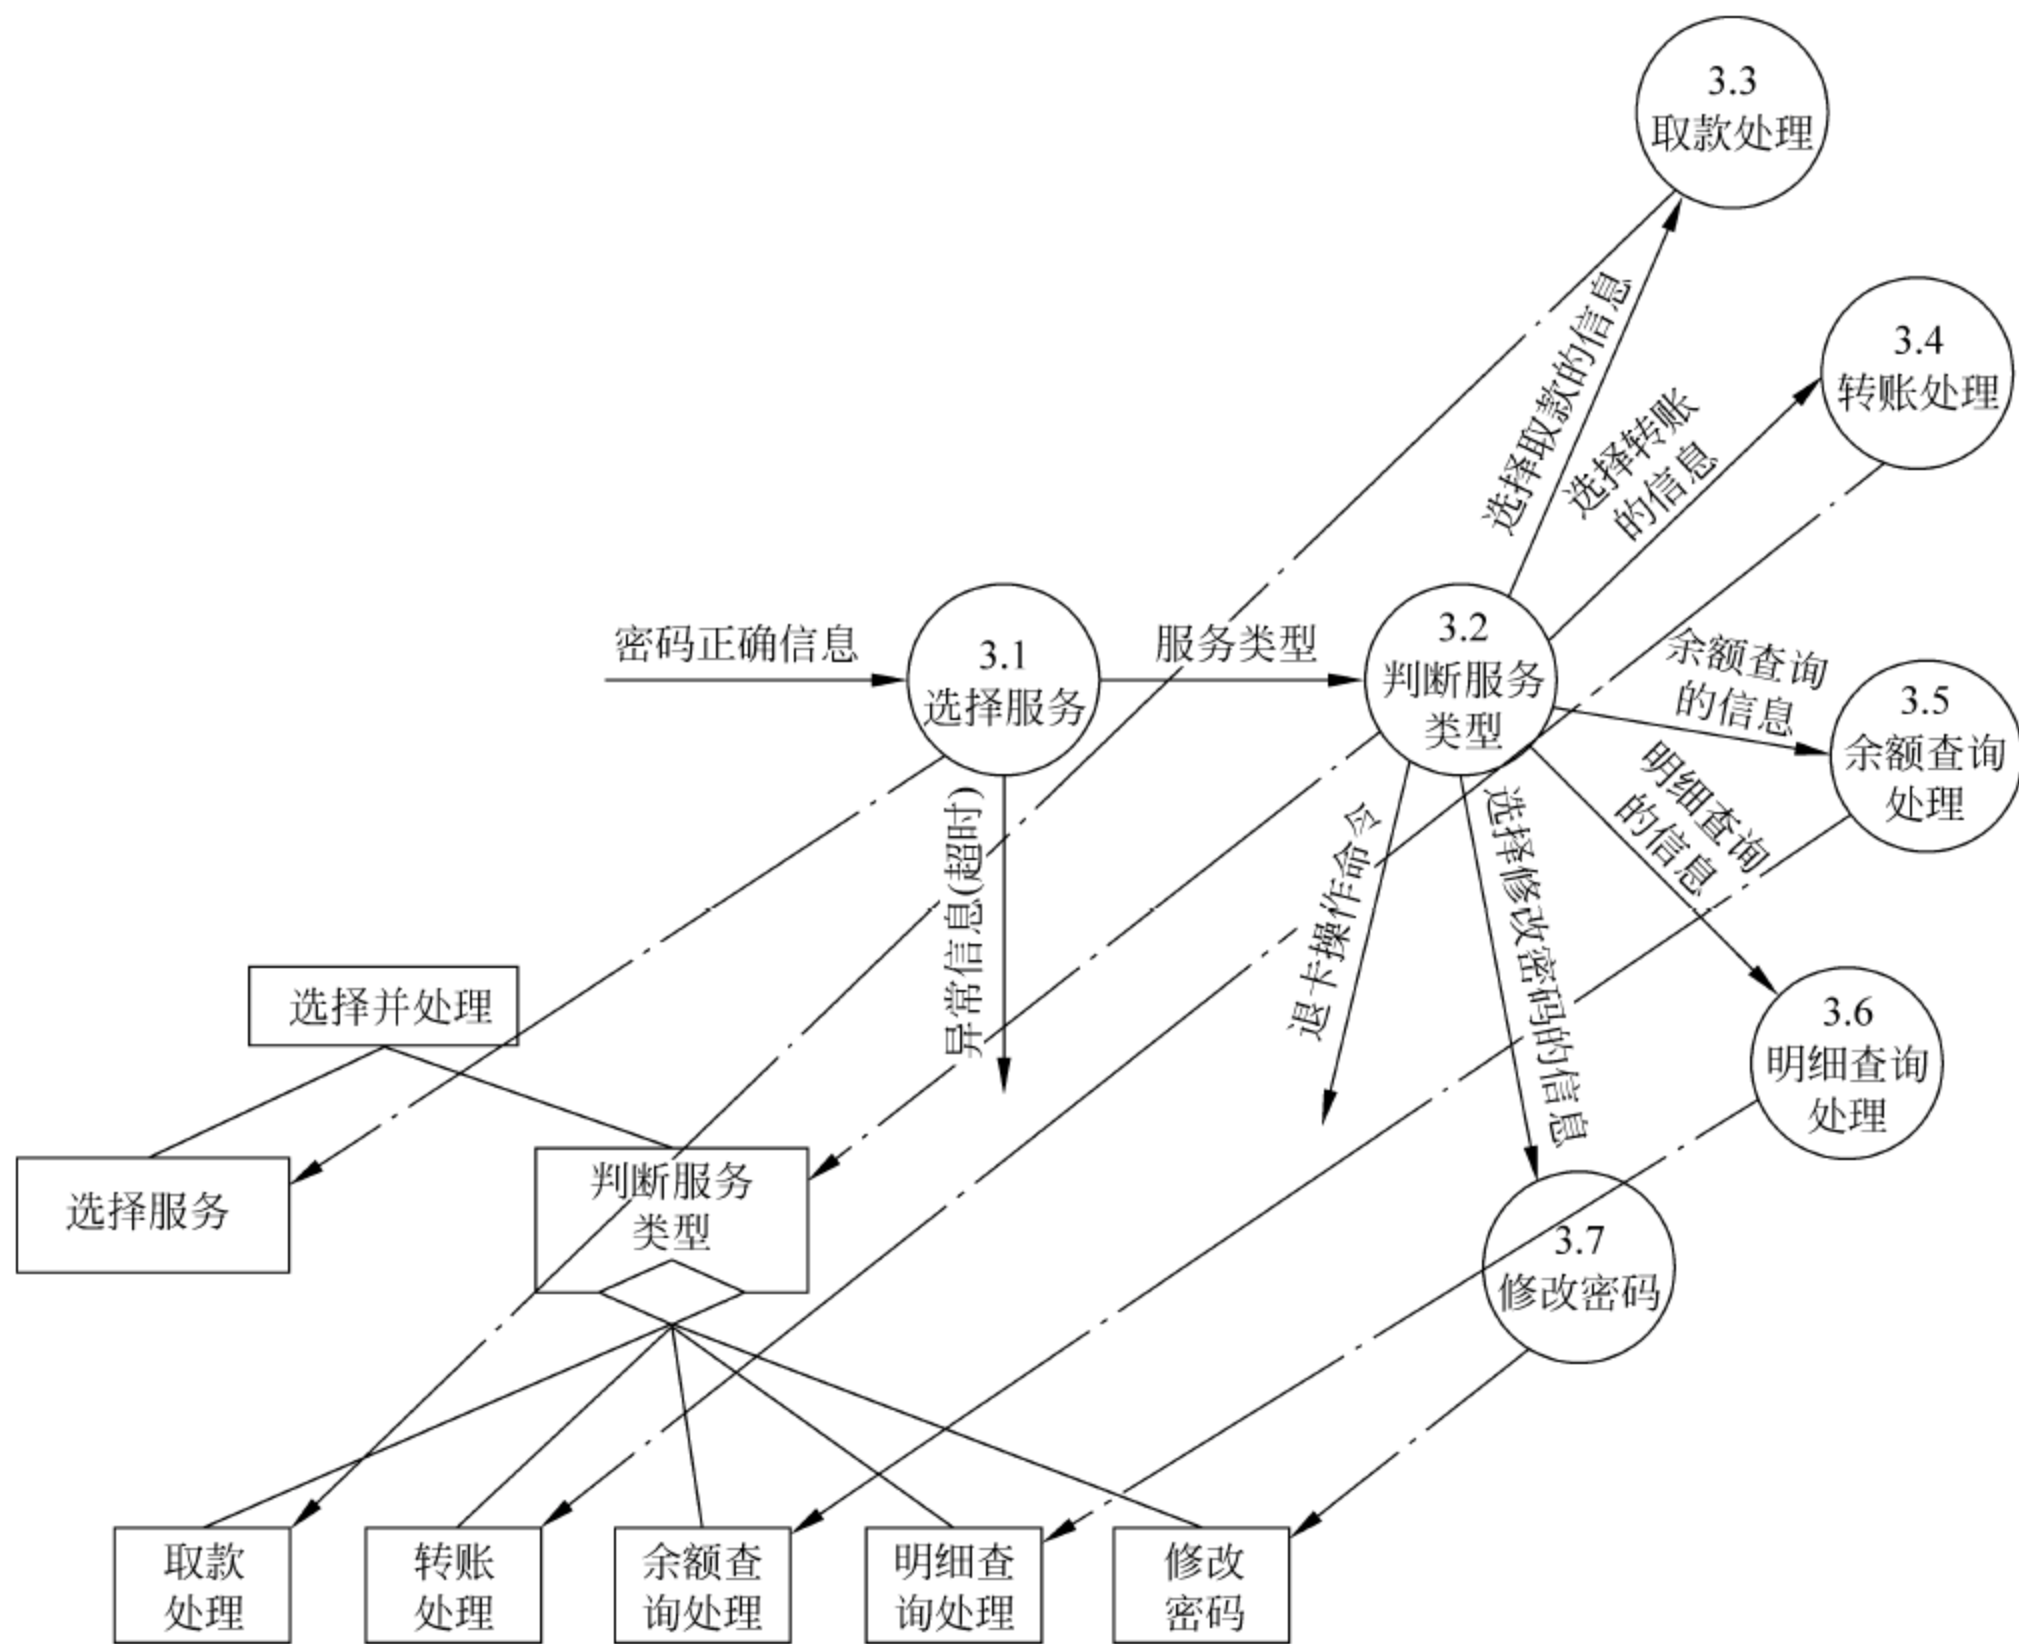 3.3
取款处理
3.4
转账处理
选择取款的信息
选择转账
的信息
密码正确信息
3.1
选择服务
服务类型
3.2
判断服务
类型
余额查询
的信息
3.5
余额查询
处理
明细查询
的信息
异常信息(超时)
退卡操作命令
选择修改密码的信息
3.6
明细查询
处理
3.7
修改密码
选择并处理
选择服务
判断服务
类型
取款
处理
转账
处理
余额查
询处理
明细查
询处理
修改
密码